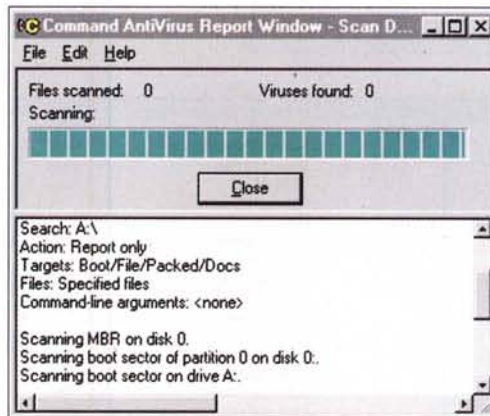 Command AntiVirus Report Window - Scan D...
File Edit Help
Files scanned: 0 Viruses found: 0
Scanning:
Close
Search: A:\
Action: Report only
Targets: Boot/File/Packed/Docs
Files: Specified files
Command-line arguments: <none>
Scanning MBR on disk 0.
Scanning boot sector of partition 0 on disk 0:.
Scanning boot sector on drive A:.